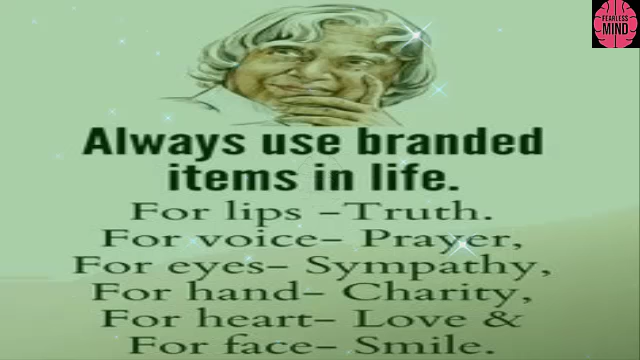 FEARLESS
MIND
Always use branded
items in life.
For lips -Truth.
For voice- Prayer,
For eyes- Sympathy,
For hand- Charity,
For heart- Love &
For face- Smile.